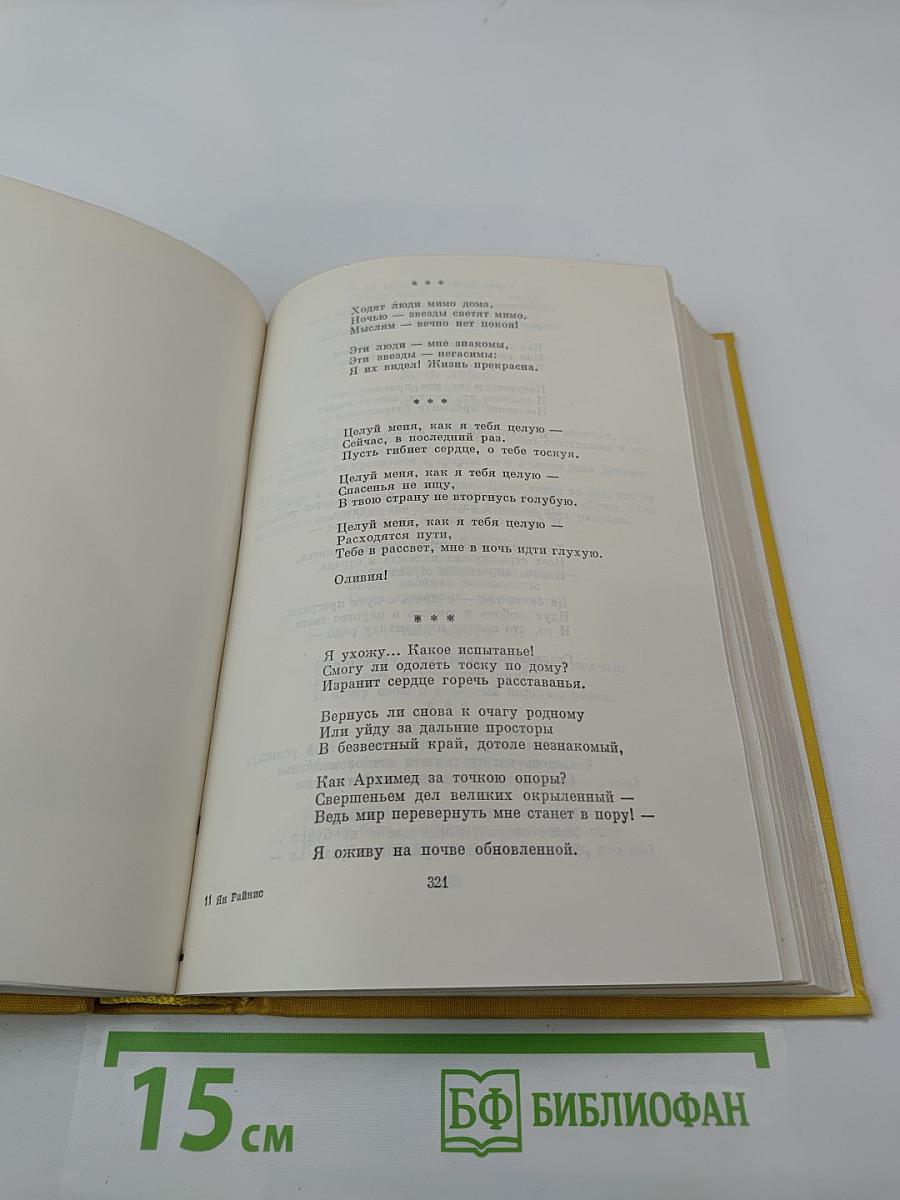 * * *
Ходят люди мимо дома,
Ночью — звезды светят мимо,
Мыслям — вечно нет покоя!
Эти люди — мне знакомы,
Эти звезды — негасимы:
Я их видел! Жизнь прекрасна.
* * *
Целуй меня, как я тебя целую —
Сейчас, в последний раз.
Пусть гибнет сердце, о тебе тоскуя.
Целуй меня, как я тебя целую —
Спасенья не ищу,
В твою страну не вторгнусь голубую.
Целуй меня, как я тебя целую —
Расходятся пути,
Тебе в рассвет, мне в ночь идти глухую.
Оливия!
* * *
Я ухожу... Какое испытанье!
Смогу ли одолеть тоску по дому?
Изранит сердце горечь расставанья.
Вернусь ли снова к очагу родному
Или уйду за дальние просторы
В безвестный край, дотоле незнакомый,
Как Архимед за точкою опоры?
Свершеньем дел великих окрыленный —
Ведь мир перевернуть мне станет в пору! —
Я оживу на почве обновленной.
11 Ян Райнис
321
15 см
БФ БИБЛИОФАН